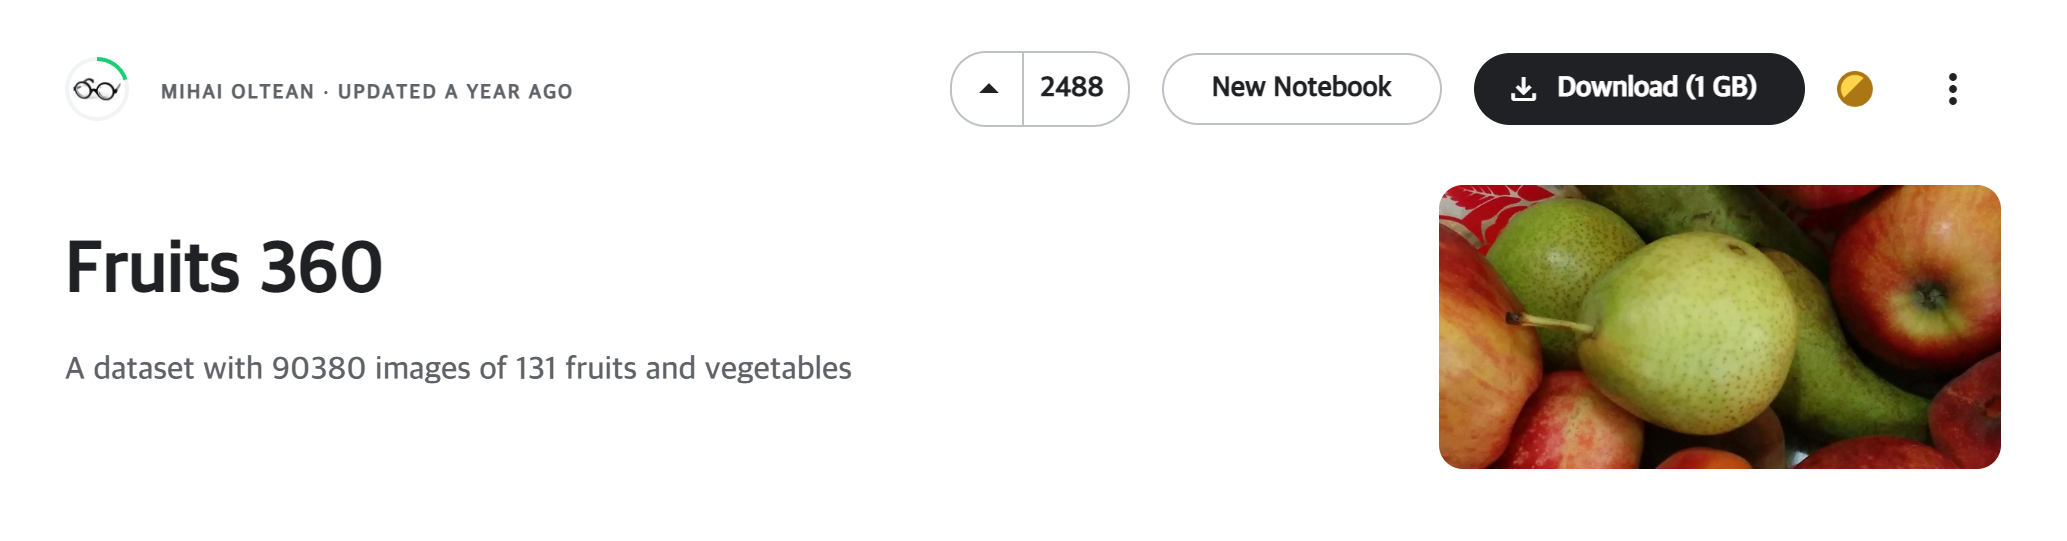 MIHAI OLTEAN · UPDATED A YEAR AGO
2488
New Notebook
Download (1 GB)
Fruits 360
A dataset with 90380 images of 131 fruits and vegetables